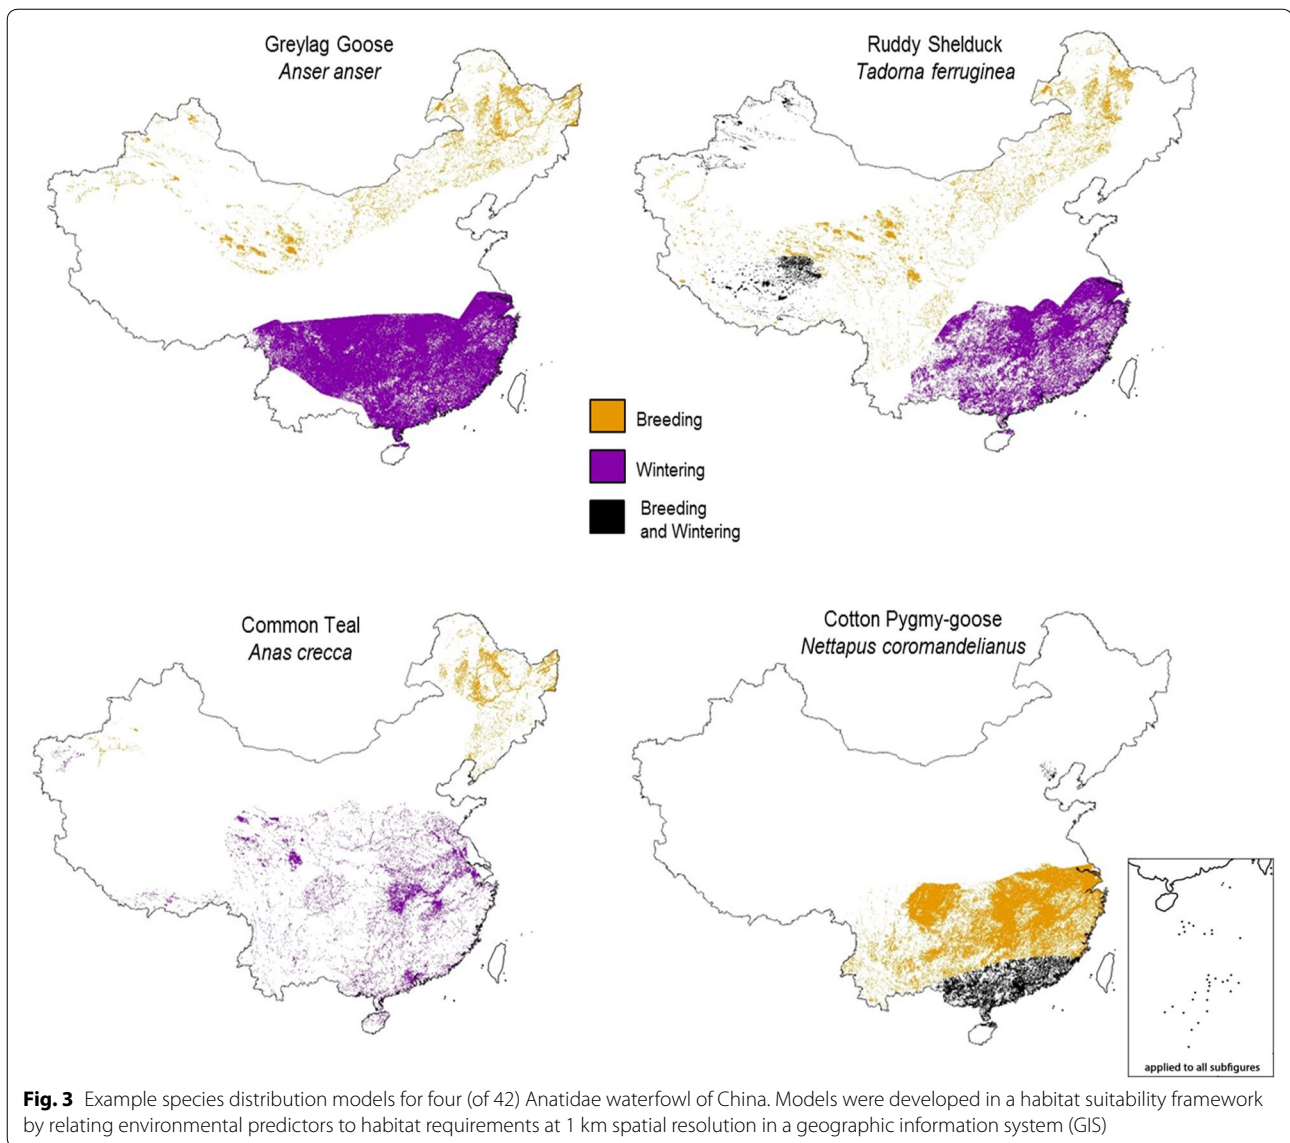 Greylag Goose
Anser anser
Ruddy Shelduck
Tadorna ferruginea
Breeding
Wintering
Breeding
and Wintering
Common Teal
Anas crecca
Cotton Pygmy-goose
Nettapus coromandelianus
applied to all subfigures
Fig. 3 Example species distribution models for four (of 42) Anatidae waterfowl of China. Models were developed in a habitat suitability framework
by relating environmental predictors to habitat requirements at 1 km spatial resolution in a geographic information system (GIS)